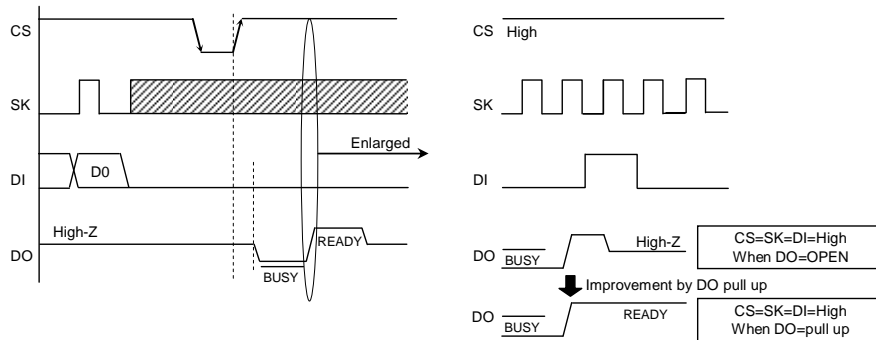 CS
SK
DI
D0
Enlarged
DO
High-Z
BUSY
READY
CS High
SK
DI
DO
BUSY
High-Z
CS=SK=DI=High
When DO=OPEN
Improvement by DO pull up
DO
BUSY
READY
CS=SK=DI=High
When DO=pull up